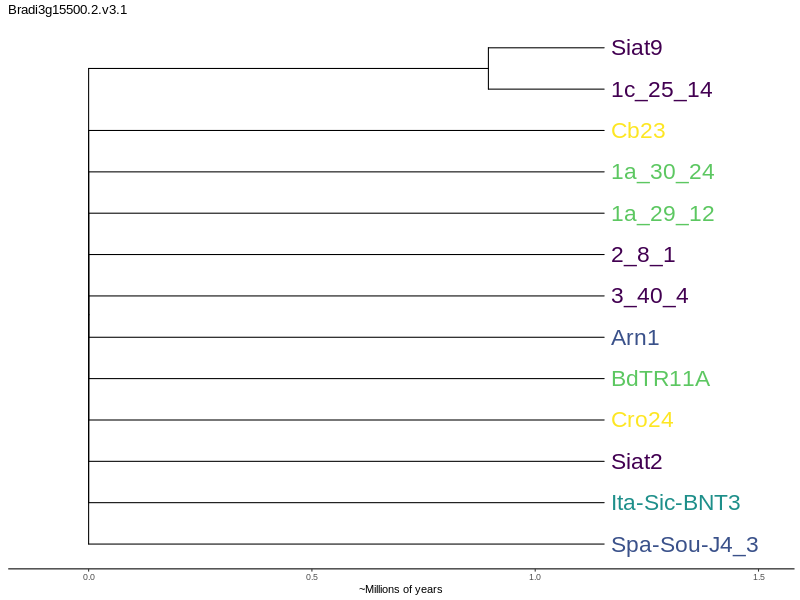 Bradi3g15500.2.v3.1
Siat9
1c_25_14
Cb23
1a_30_24
1a_29_12
2_8_1
3_40_4
Arn1
BdTR11A
Cro24
Siat2
Ita-Sic-BNT3
Spa-Sou-J4_3
0.0 0.5 1.0 1.5
~Millions of years